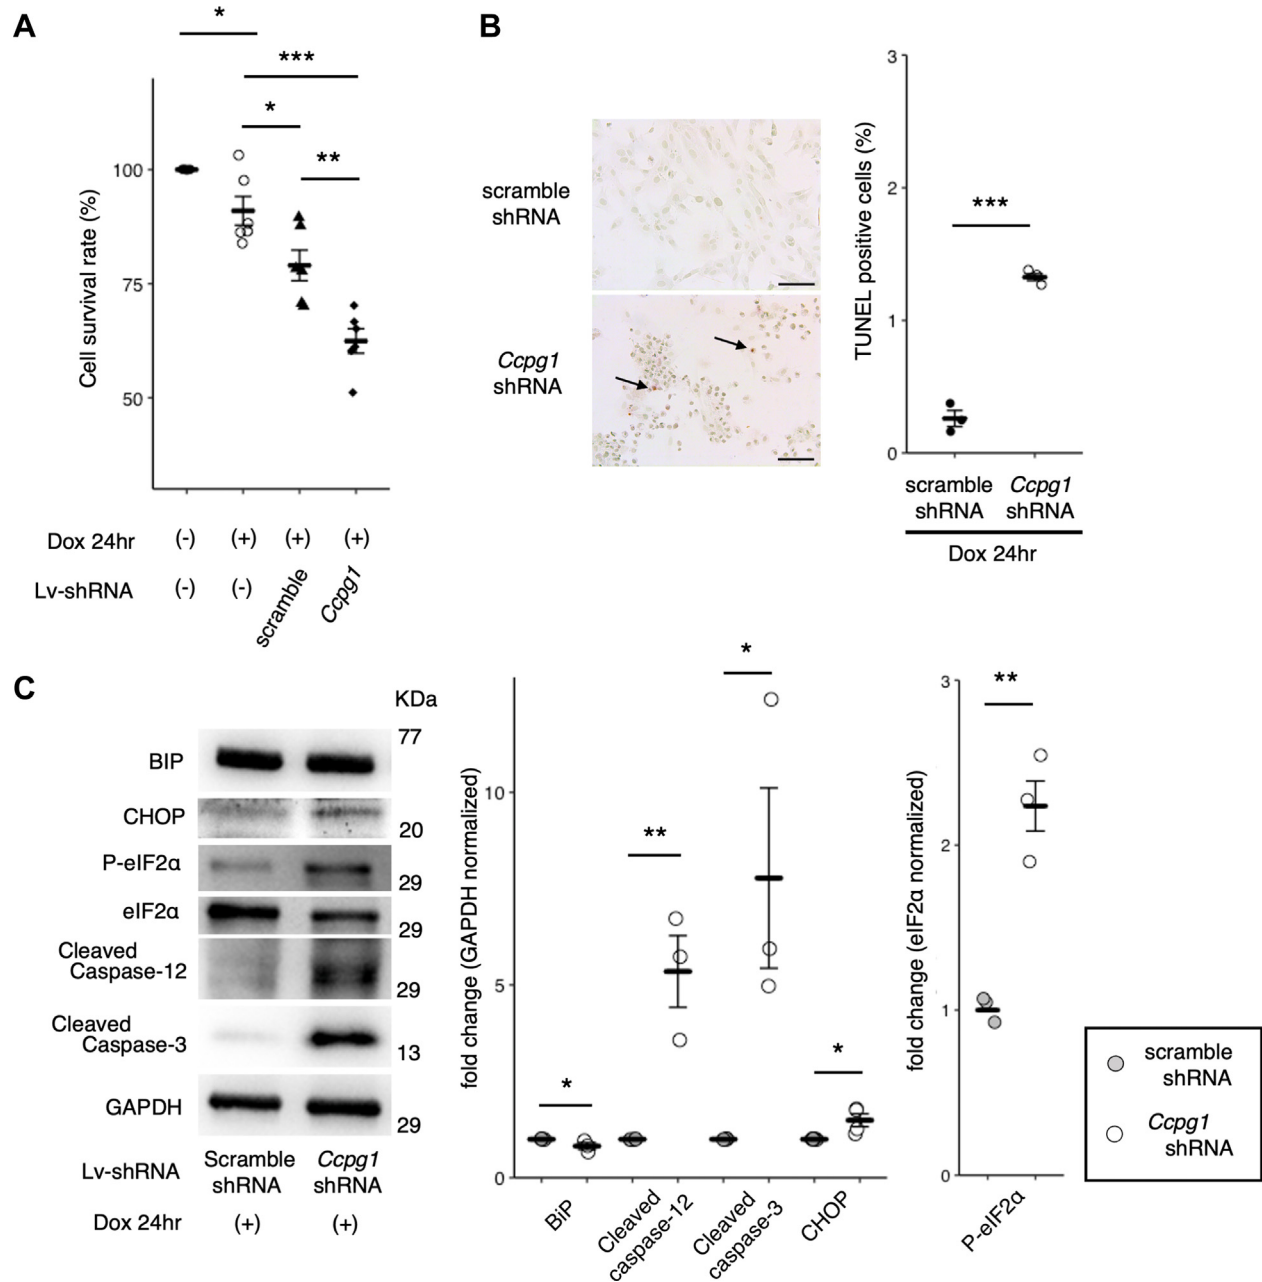 A
*
***
*
**
100
75
50
Cell survival rate (%)
Dox 24hr (-) (+) (+) (+)
Lv-shRNA (-) (-) scramble Ccpg1
B
scramble
shRNA
Ccpg1
shRNA
3
2
1
0
TUNEL positive cells (%)
***
scramble
shRNA
Ccpg1
shRNA
Dox 24hr
C
KDa
BIP
77
CHOP
20
P-eIF2α
29
eIF2α
29
Cleaved
Caspase-12
29
Cleaved
Caspase-3
13
GAPDH
29
Lv-shRNA
Scramble
shRNA
Ccpg1
shRNA
Dox 24hr (+) (+)
fold change (GAPDH normalized)
10
5
0
*
**
*
*
BiP
Cleaved
caspase-12
Cleaved
caspase-3
CHOP
fold change (eIF2α normalized)
3
2
1
0
**
P-eIF2α
scramble
shRNA
Ccpg1
shRNA